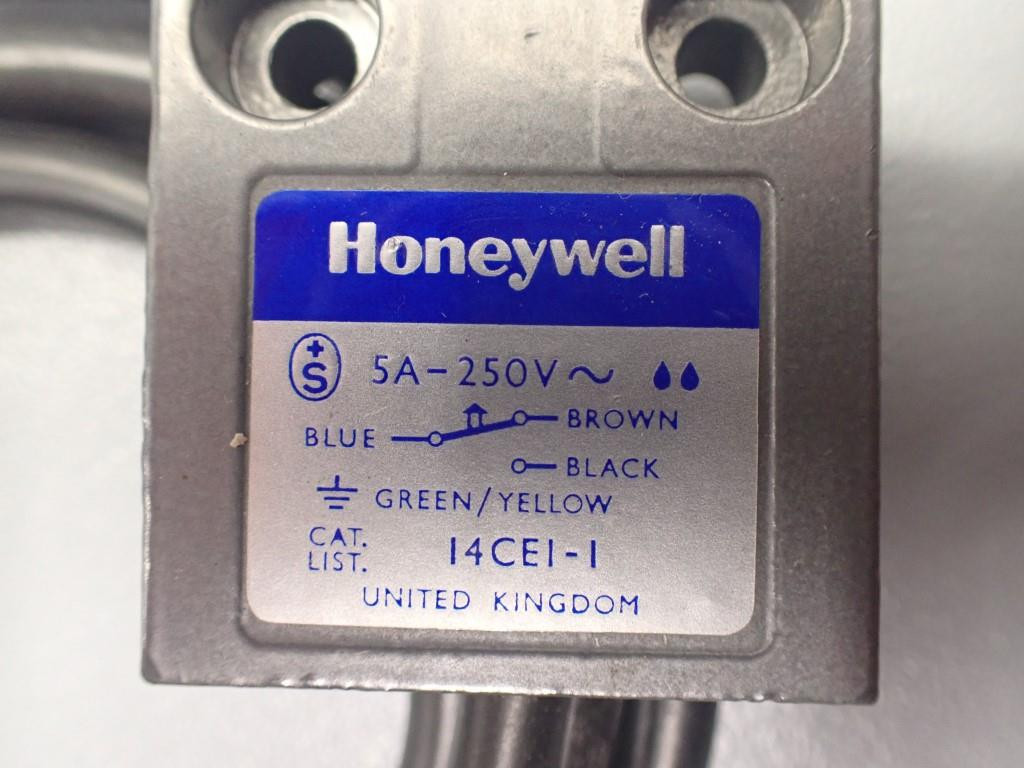 Honeywell
+S 5A-250V~
BLUE BROWN
BLACK
GREEN/YELLOW
CAT. LIST. 14CE1-1
UNITED KINGDOM